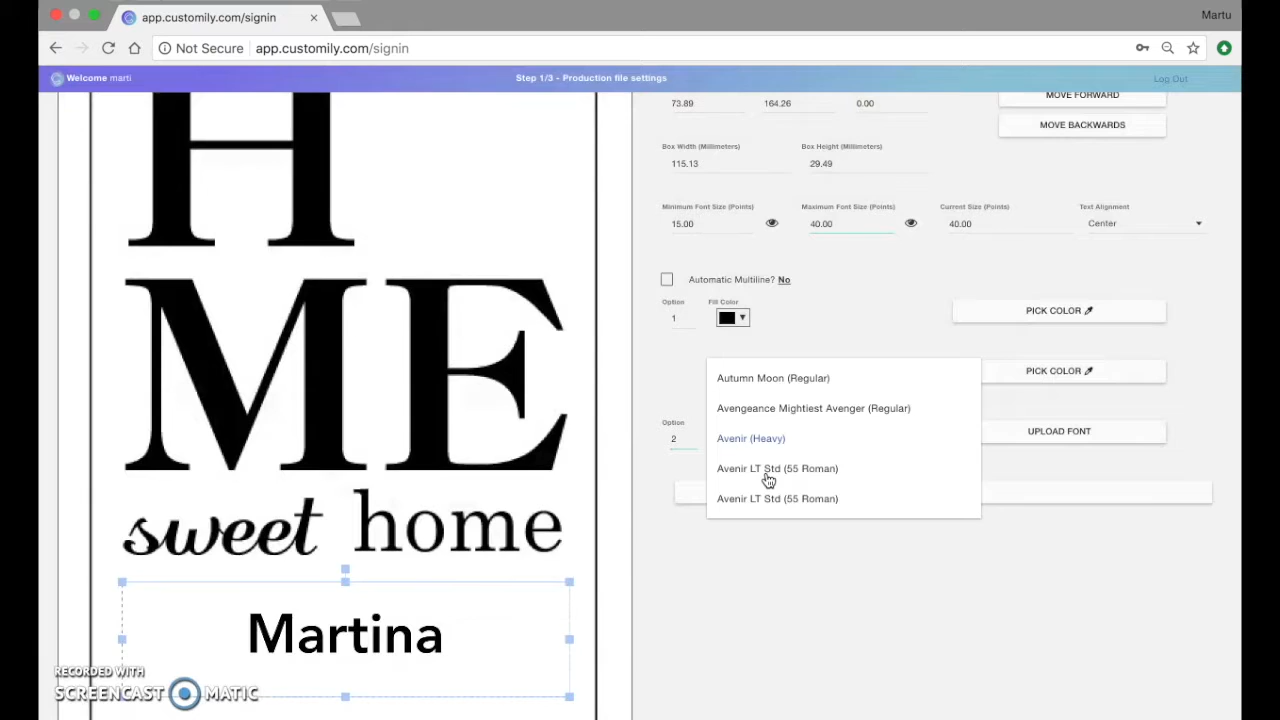 app.customily.com/signin
Martu
Not Secure
app.customily.com/signin
Welcome marti
Step 1/3 - Production file settings
Log Out
73.89
164.26
0.00
MOVE FORWARD
MOVE BACKWARDS
Box Width (Millimeters)
Box Height (Millimeters)
115.13
29.49
Minimum Font Size (Points)
Maximum Font Size (Points)
Current Size (Points)
Text Alignment
15.00
40.00
40.00
Center
Automatic Multiline? No
Option
Fill Color
1
PICK COLOR
PICK COLOR
Autumn Moon (Regular)
Avengeance Mightiest Avenger (Regular)
Avenir (Heavy)
Avenir LT Std (55 Roman)
Avenir LT Std (55 Roman)
Option
2
UPLOAD FONT
H
ME
sweet home
Martina
RECORDED WITH
SCREENCAST MATIC